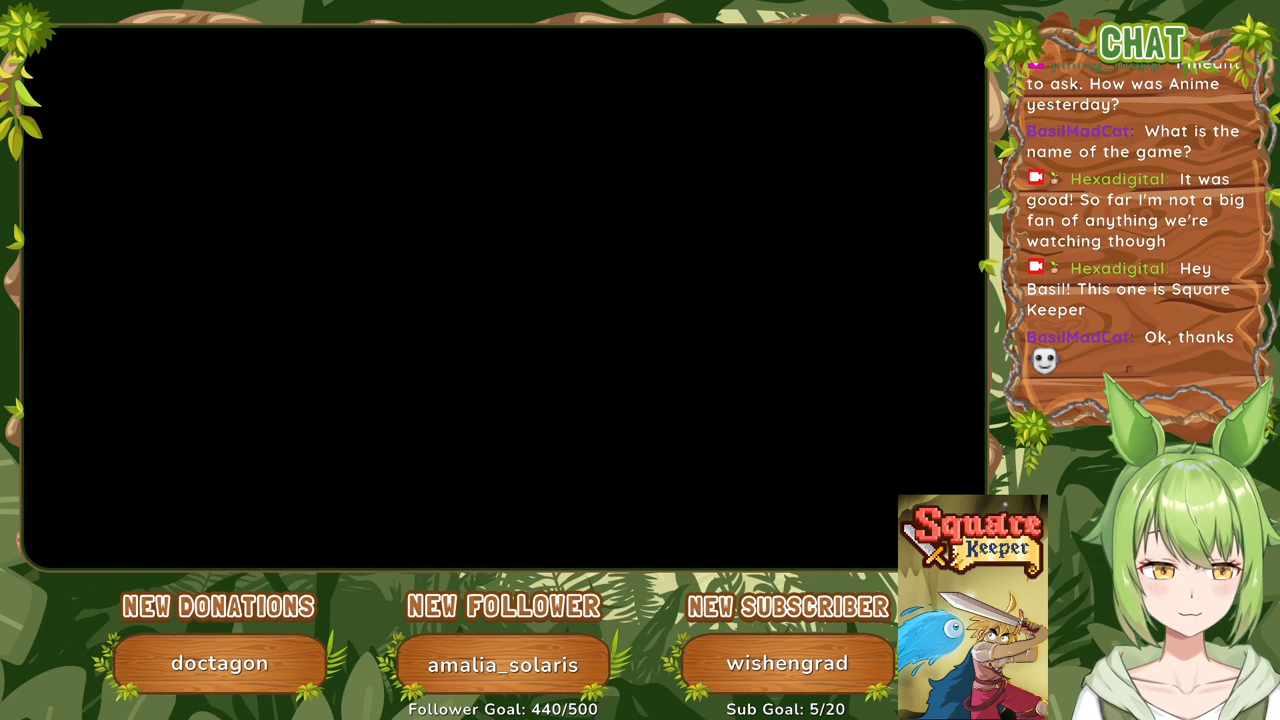 CHAT
I meant
to ask. How was Anime
yesterday?
BasilMadCat: What is the
name of the game?
Hexadigital: It was
good! So far I'm not a big
fan of anything we're
watching though
Hexadigital: Hey
Basil! This one is Square
Keeper
BasilMadCat: Ok, thanks
Square
Keeper
NEW DONATIONS
doctagon
NEW FOLLOWER
amalia_solaris
Follower Goal: 440/500
NEW SUBSCRIBER
wishengrad
Sub Goal: 5/20